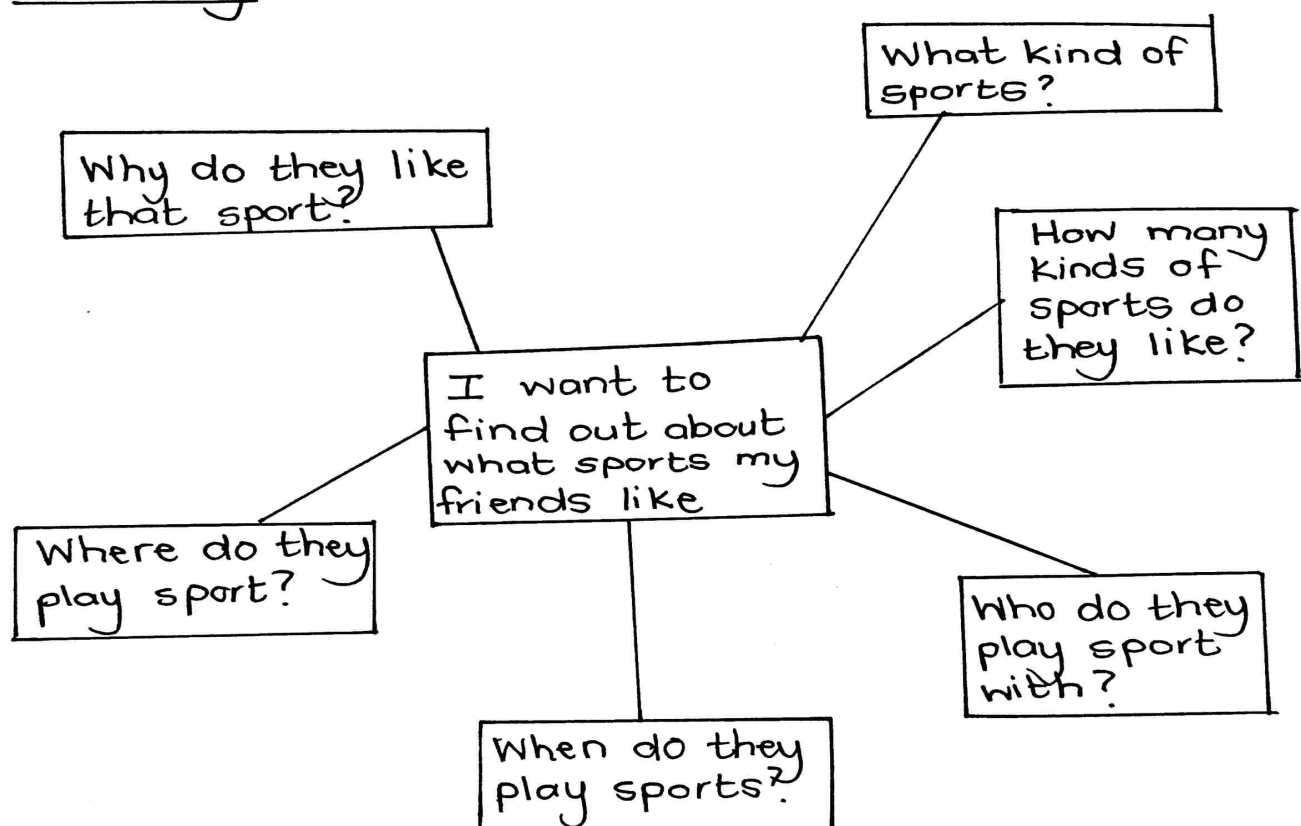 What kind of
sports?
Why do they like
that sport?
How many
kinds of
sports do
they like?
I want to
find out about
what sports my
friends like
Where do they
play sport?
Who do they
play sport
with?
When do they
play sports?